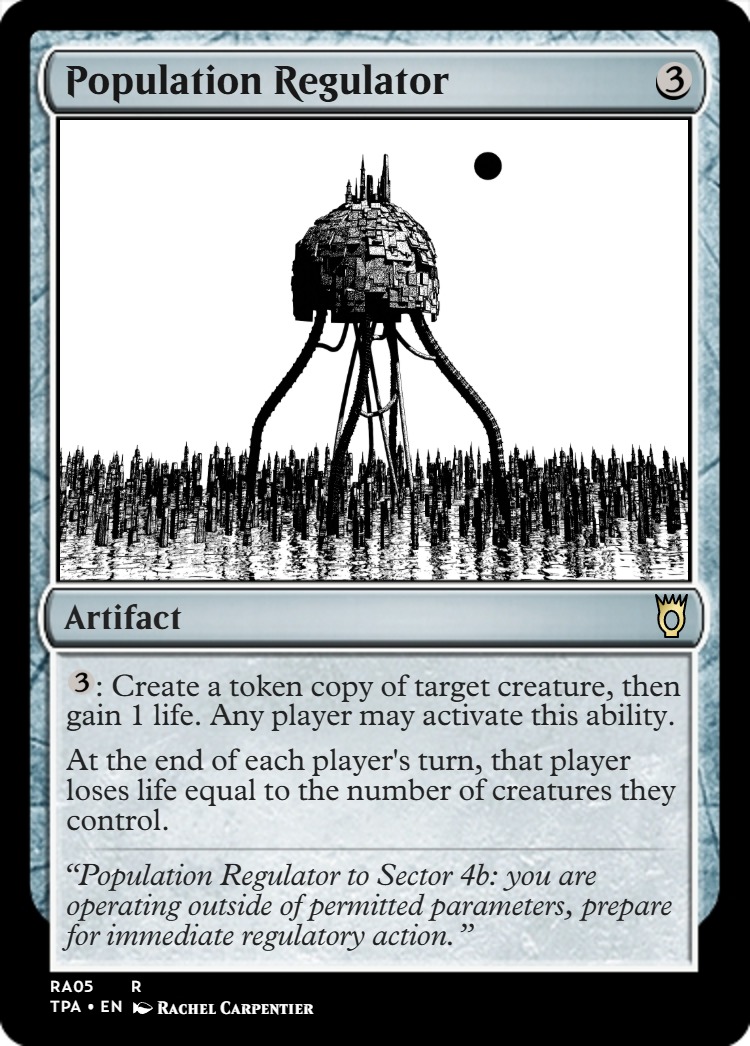 Population Regulator 3
Artifact
3: Create a token copy of target creature, then
gain 1 life. Any player may activate this ability.
At the end of each player's turn, that player
loses life equal to the number of creatures they
control.
“Population Regulator to Sector 4b: you are
operating outside of permitted parameters, prepare
for immediate regulatory action.”
RA05 R
TPA • EN Rachel Carpentier